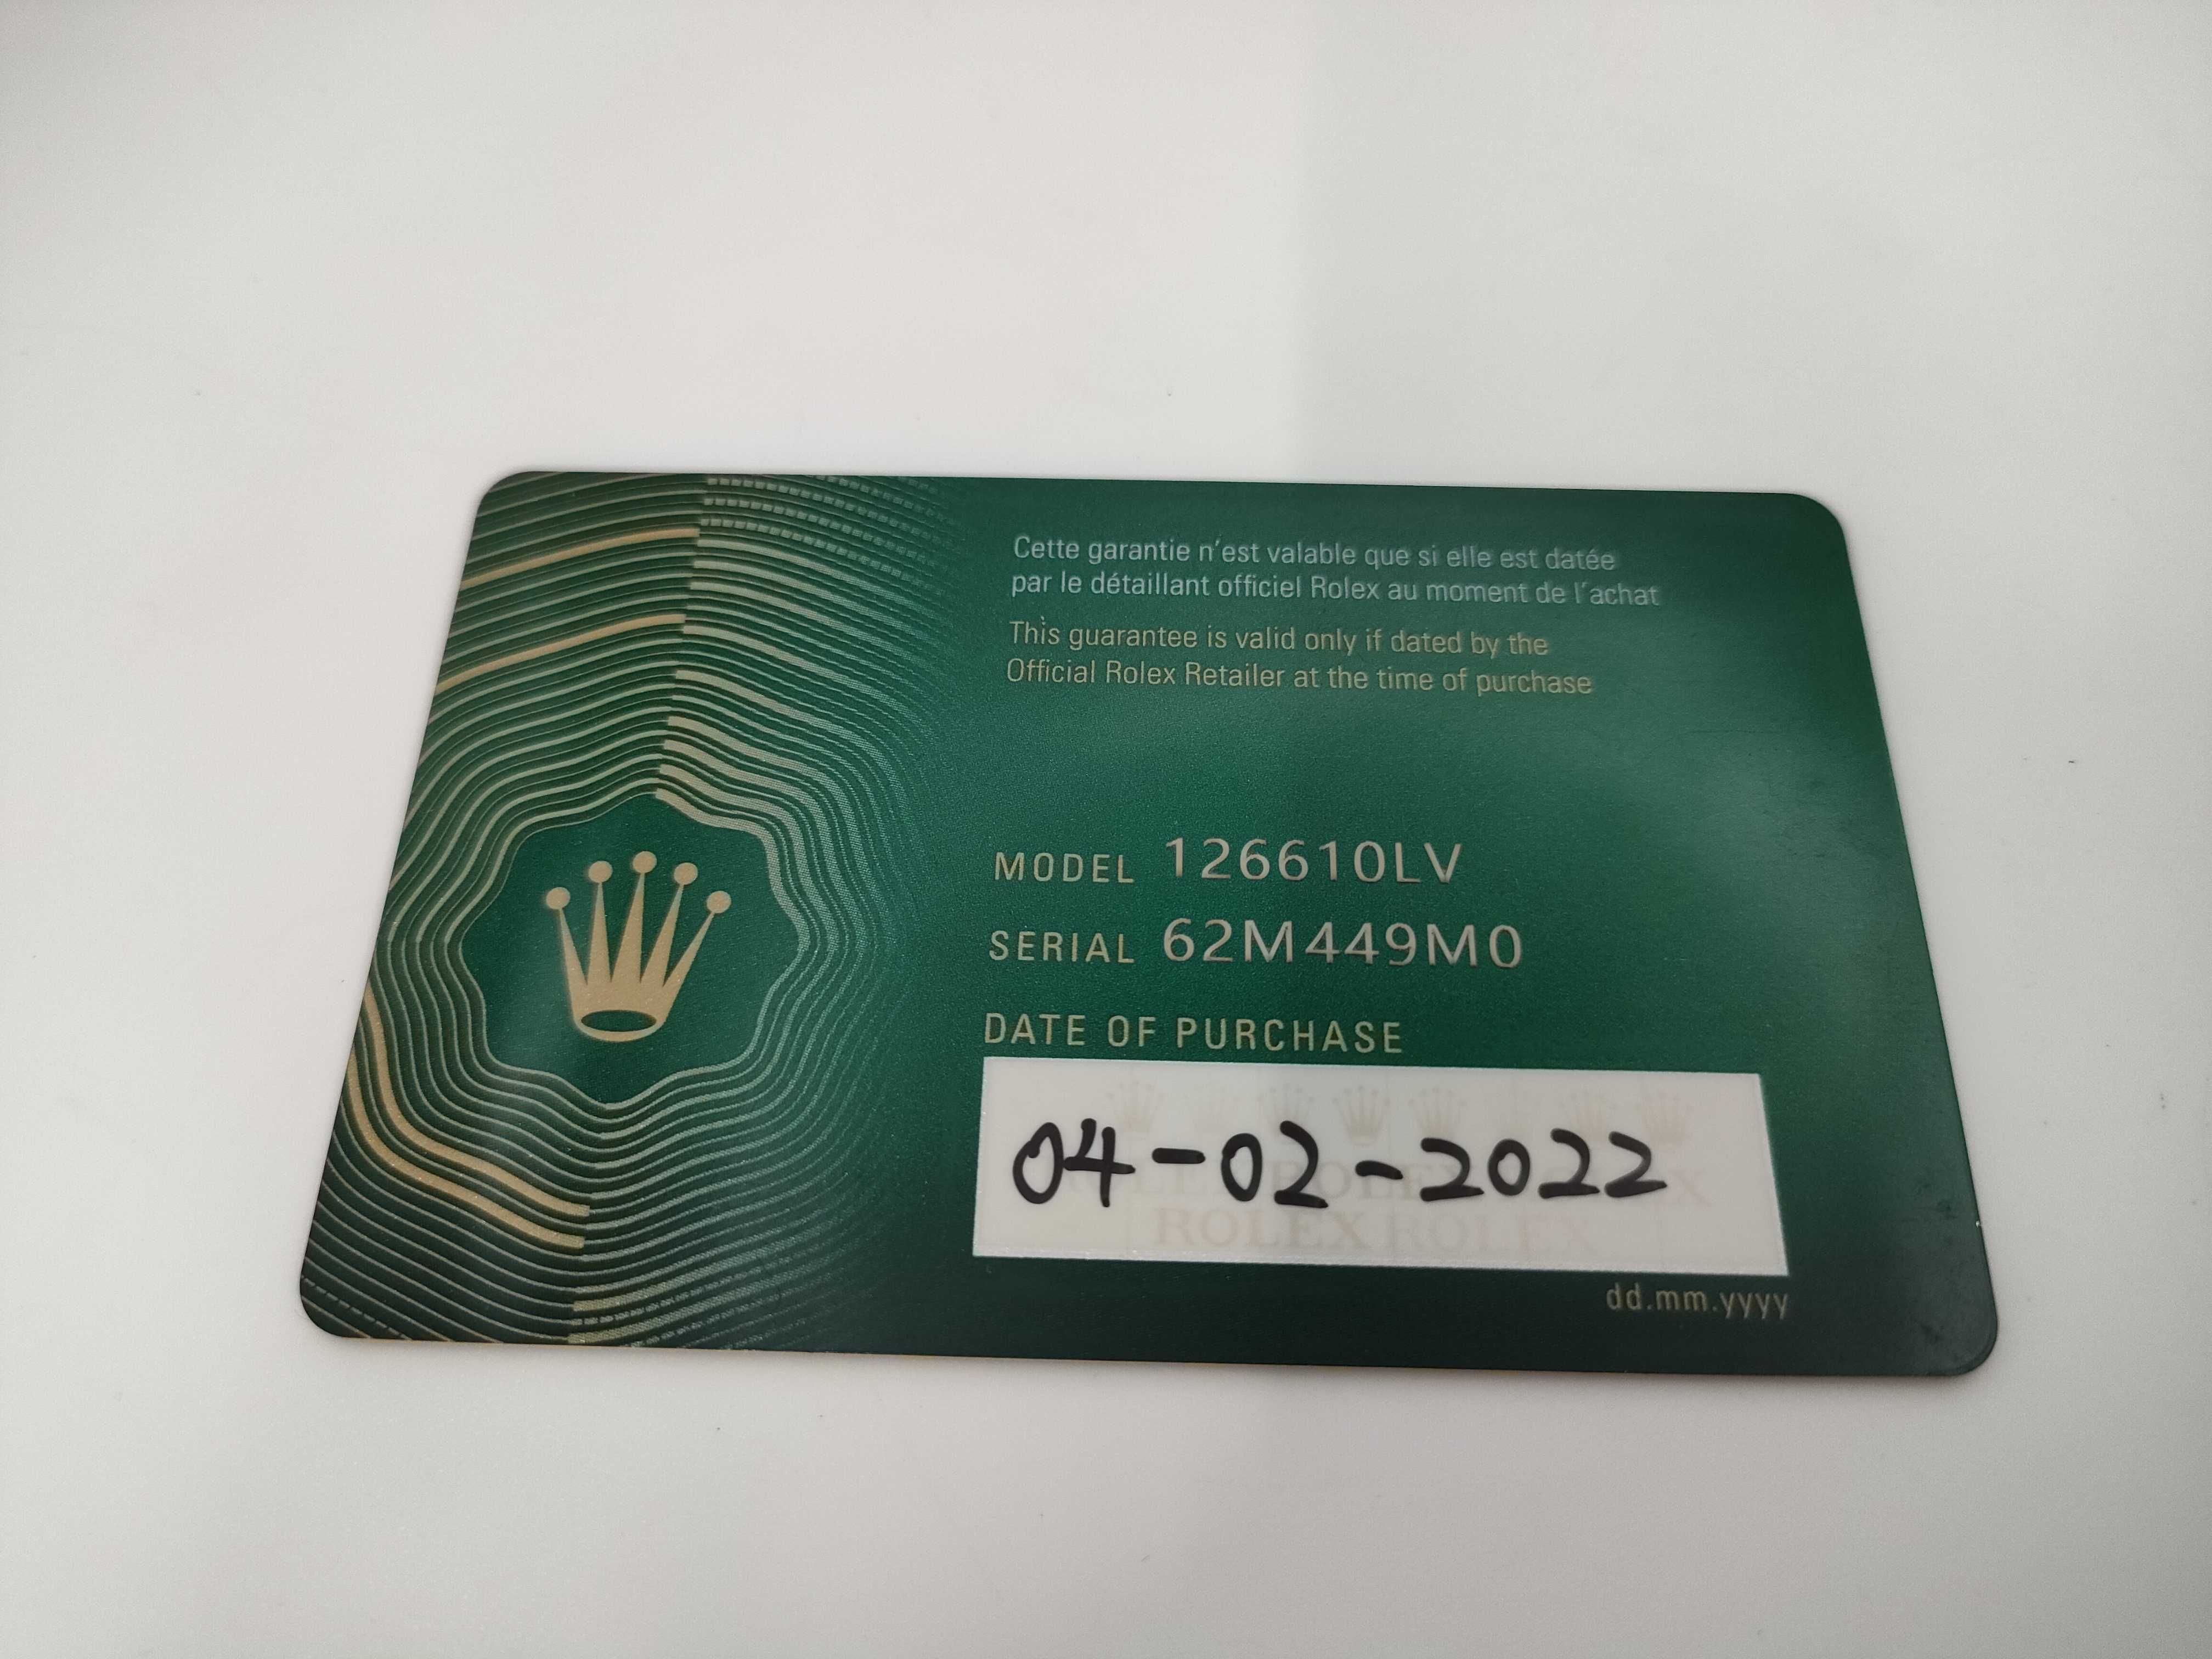 Cette garantie n'est valable que si elle est datée
par le détaillant officiel Rolex au moment de l'achat
This guarantee is valid only if dated by the
Official Rolex Retailer at the time of purchase
MODEL 126610LV
SERIAL 62M449M0
DATE OF PURCHASE
04-02-2022
ROLEX ROLEX
dd.mm.yyyy